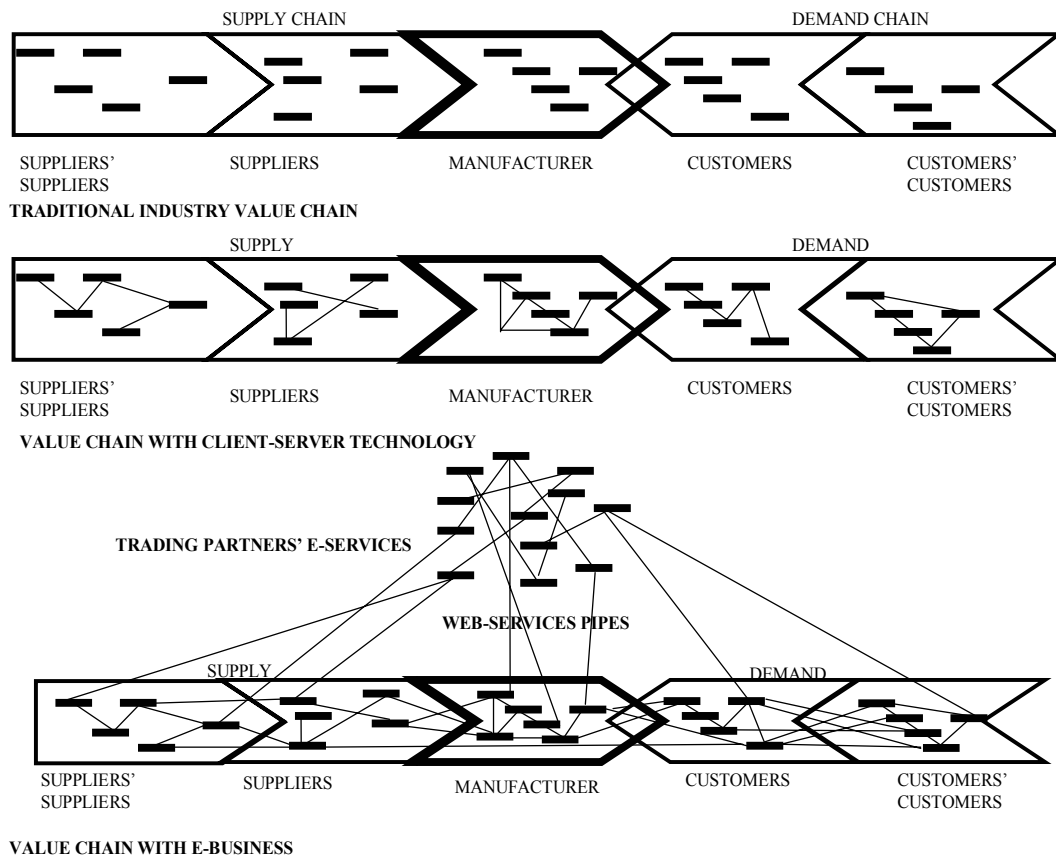 SUPPLY CHAIN
DEMAND CHAIN
SUPPLIERS’
SUPPLIERS
SUPPLIERS
MANUFACTURER
CUSTOMERS
CUSTOMERS’
CUSTOMERS
TRADITIONAL INDUSTRY VALUE CHAIN
SUPPLY
DEMAND
SUPPLIERS’
SUPPLIERS
SUPPLIERS
MANUFACTURER
CUSTOMERS
CUSTOMERS’
CUSTOMERS
VALUE CHAIN WITH CLIENT-SERVER TECHNOLOGY
TRADING PARTNERS’ E-SERVICES
WEB-SERVICES PIPES
SUPPLY
DEMAND
SUPPLIERS’
SUPPLIERS
SUPPLIERS
MANUFACTURER
CUSTOMERS
CUSTOMERS’
CUSTOMERS
VALUE CHAIN WITH E-BUSINESS